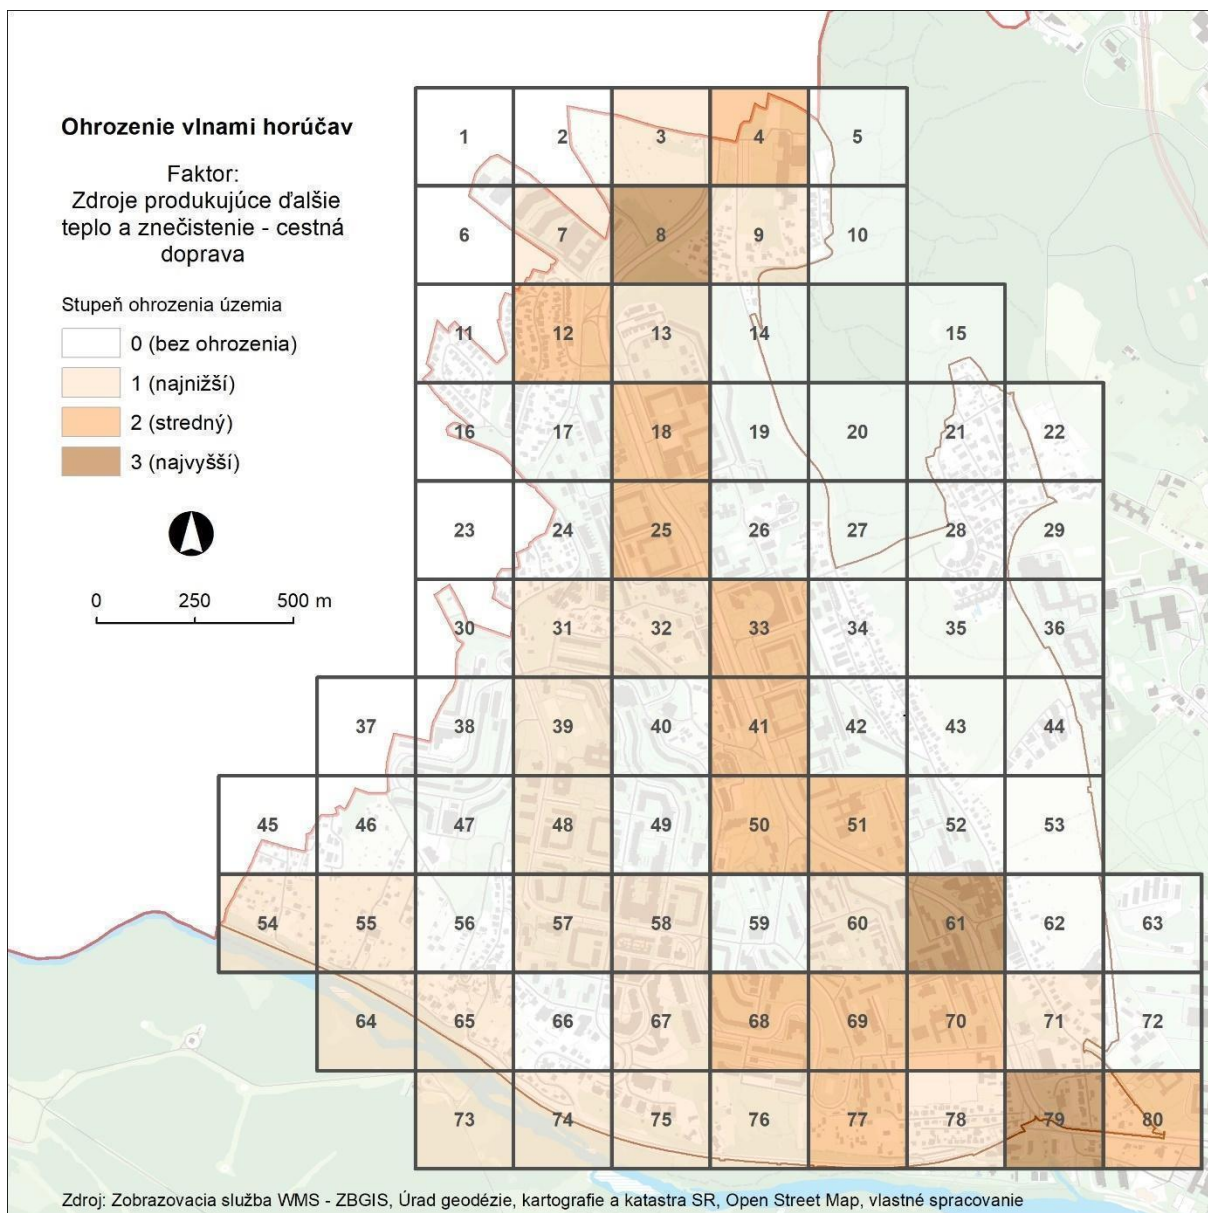 Ohrozenie vlnami horúčav
Faktor:
Zdroje produkujúce ďalšie
teplo a znečistenie - cestná
doprava
Stupeň ohrozenia územia
0 (bez ohrozenia)
1 (najnižší)
2 (stredný)
3 (najvyšší)
0 250 500 m
1 2 3 4 5
6 7 8 9 10
11 12 13 14 15
16 17 18 19 20 21 22
23 24 25 26 27 28 29
30 31 32 33 34 35 36
37 38 39 40 41 42 43 44
45 46 47 48 49 50 51 52 53
54 55 56 57 58 59 60 61 62 63
64 65 66 67 68 69 70 71 72
73 74 75 76 77 78 79 80
Zdroj: Zobrazovacia služba WMS - ZBGIS, Úrad geodézie, kartografie a katastra SR, Open Street Map, vlastné spracovanie